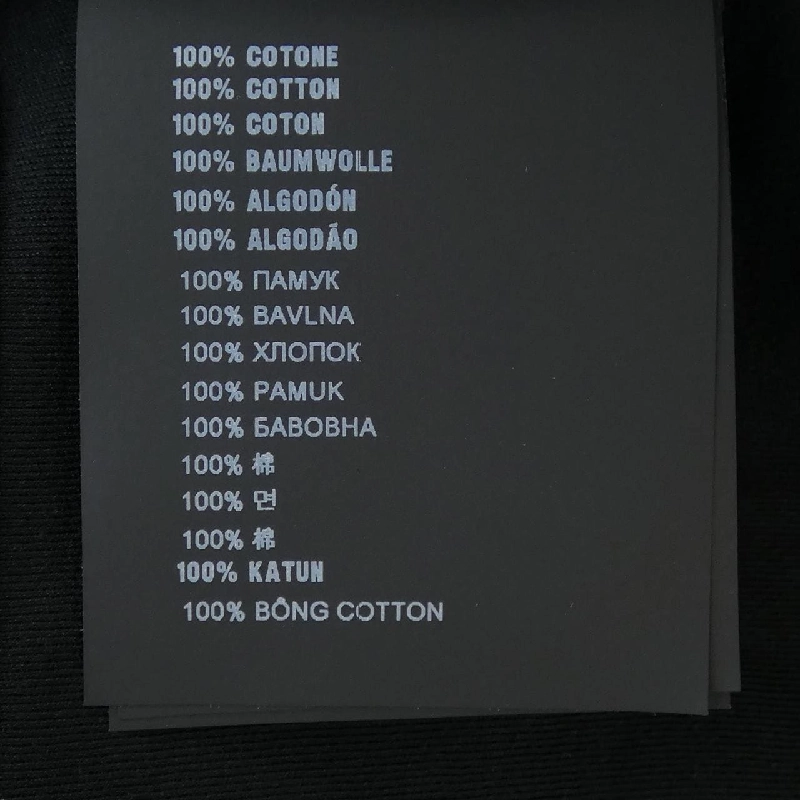 100% COTONE
100% COTTON
100% COTON
100% BAUMWOLLE
100% ALGODÓN
100% ALGODÃO
100% ПАМУК
100% BAVLNA
100% ХЛОПОК
100% PAMUK
100% БАВОВНА
100% 棉
100% 면
100% 棉
100% KATUN
100% BÔNG COTTON